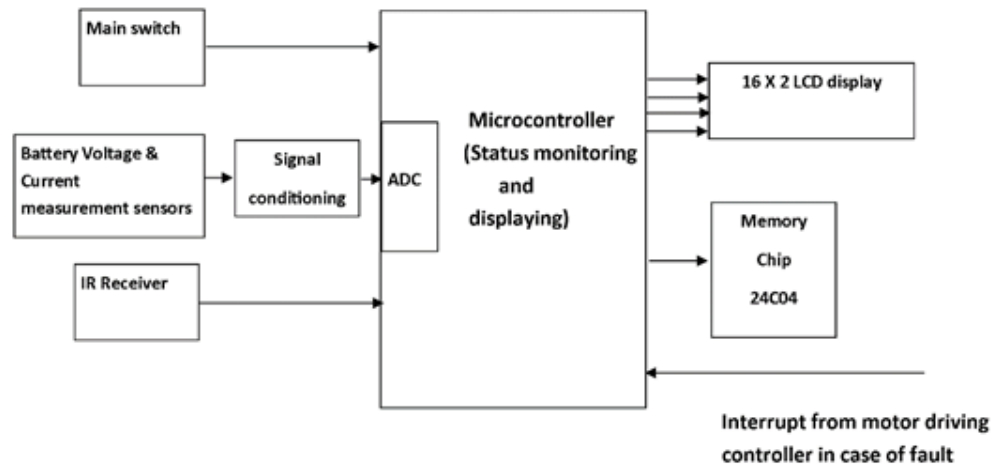 Main switch
Battery Voltage &
Current
measurement sensors
Signal
conditioning
ADC
IR Receiver
Microcontroller
(Status monitoring
and
displaying)
16 X 2 LCD display
Memory
Chip
24C04
Interrupt from motor driving
controller in case of fault